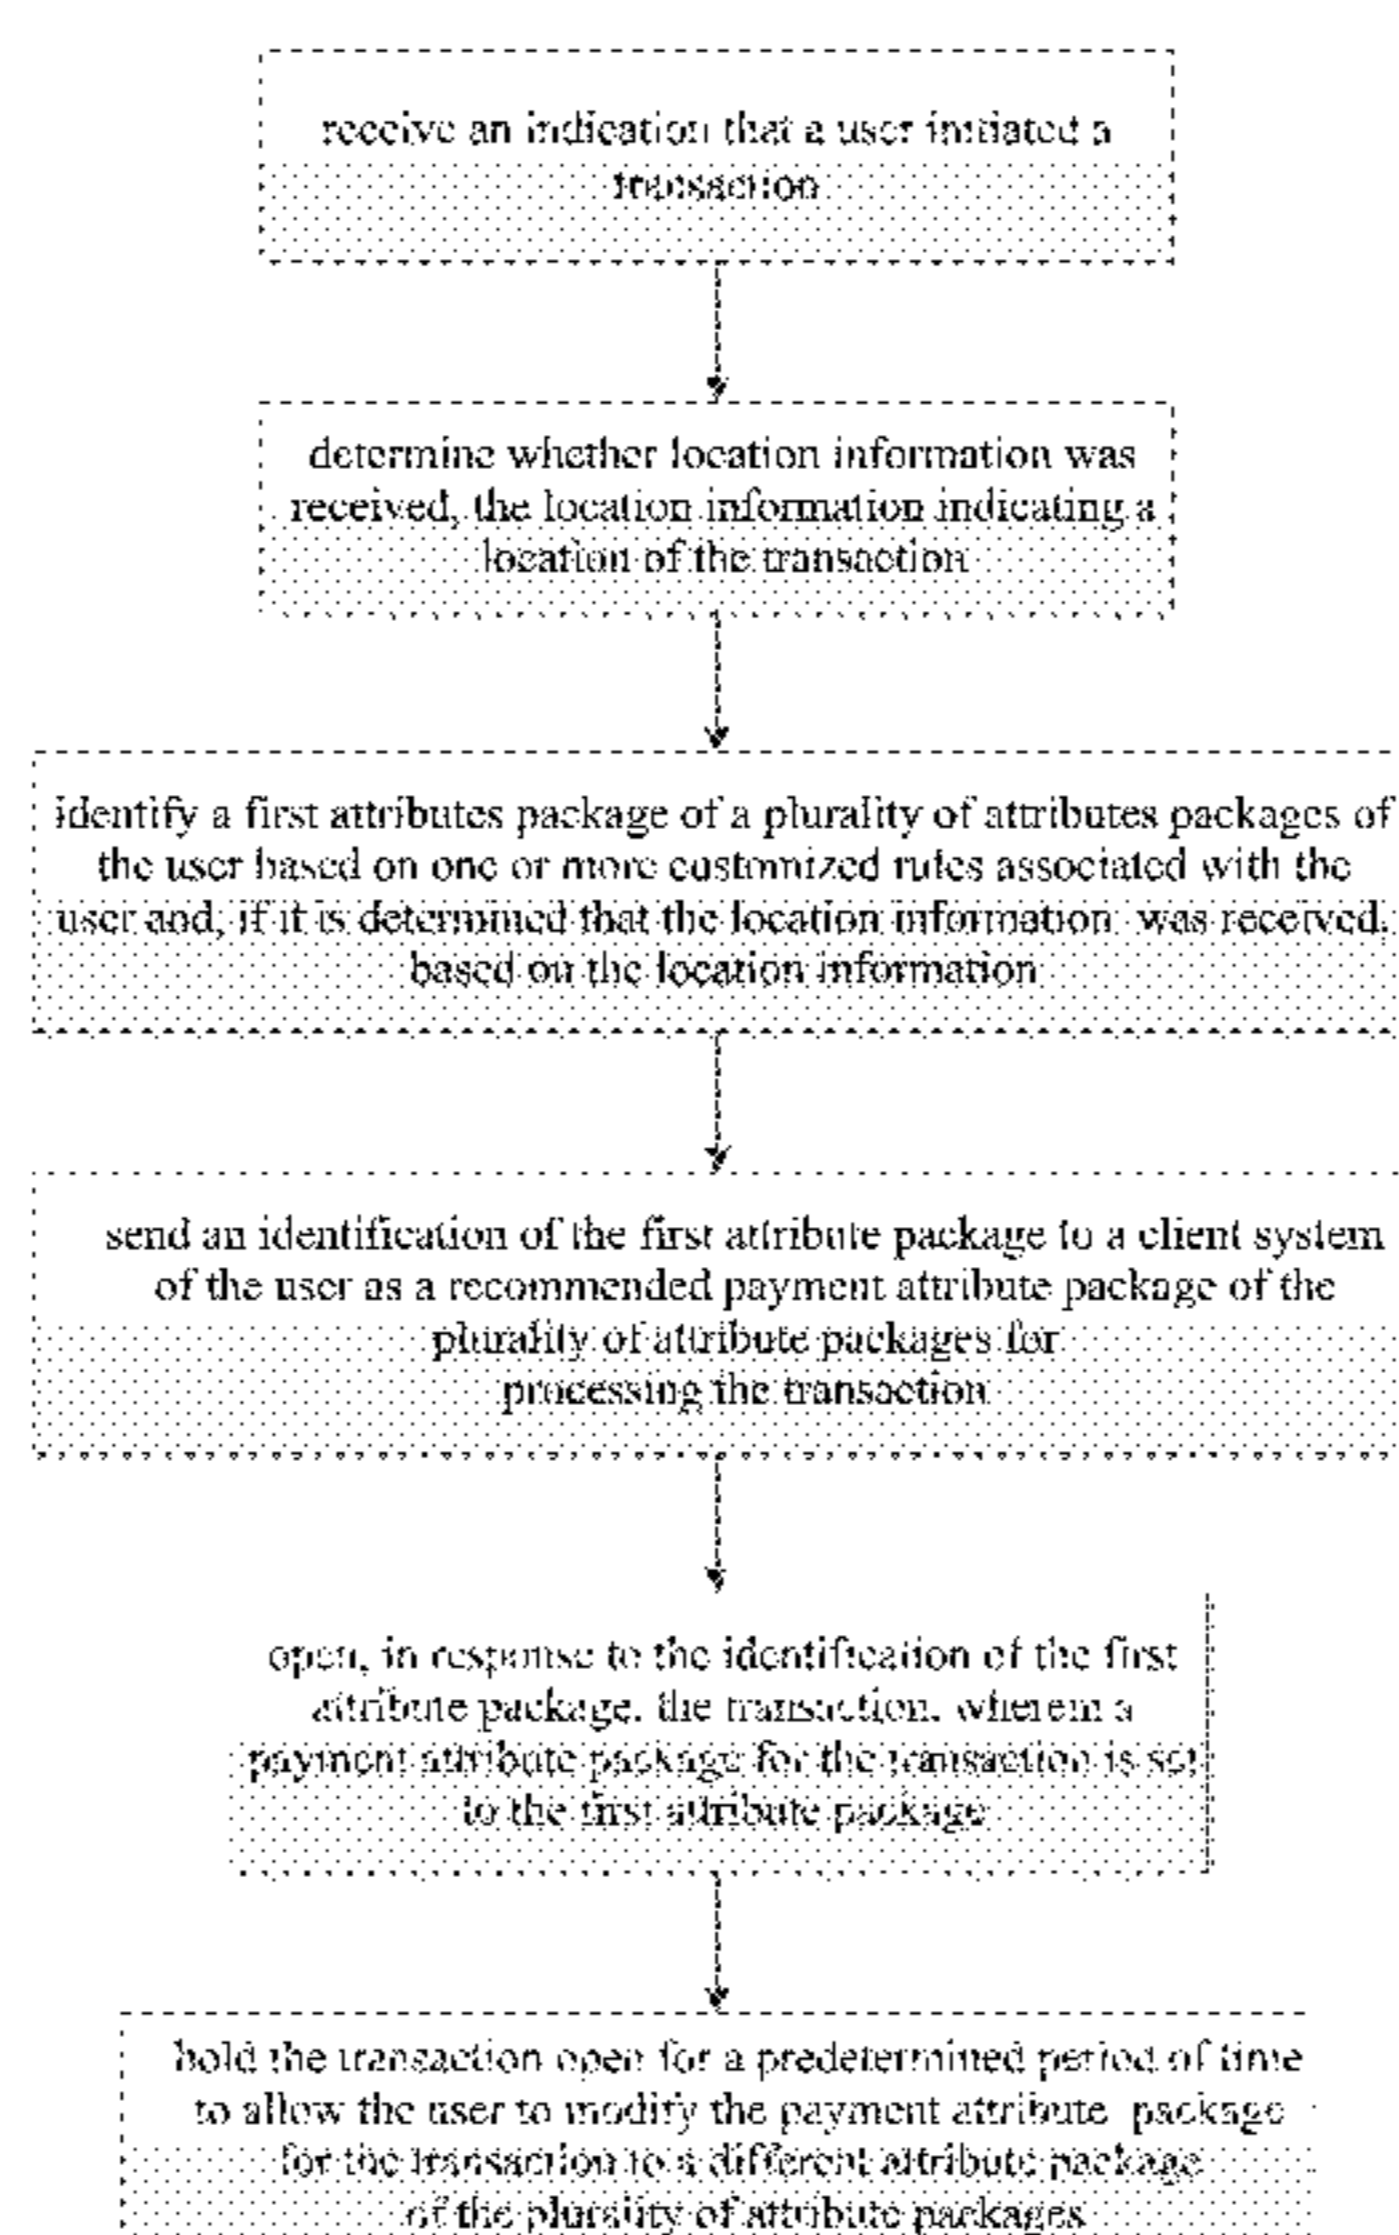 receive an indication that a user initiated a
transaction
determine whether location information was
received, the location information indicating a
location of the transaction
identify a first attributes package of a plurality of attributes packages of
the user based on one or more customized rules associated with the
user and, if it is determined that the location information was received,
based on the location information
send an identification of the first attribute package to a client system
of the user as a recommended payment attribute package of the
plurality of attribute packages for
processing the transaction
open, in response to the identification of the first
attribute package, the transaction, wherein a
payment attribute package for the transaction is set
to the first attribute package
hold the transaction open for a predetermined period of time
to allow the user to modify the payment attribute package
for the transaction to a different attribute package
of the plurality of attribute packages